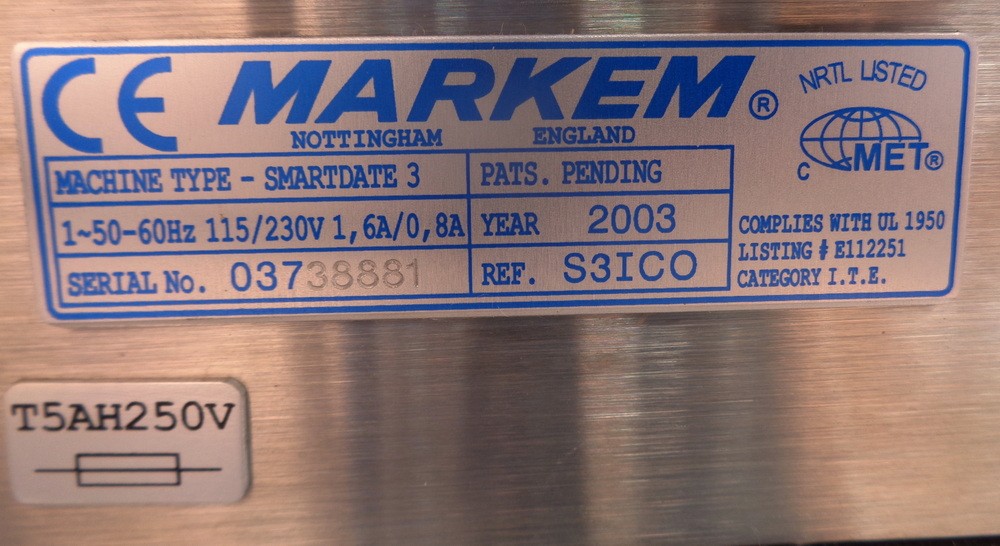 CE MARKEM®
NOTTINGHAM ENGLAND
NRTL LISTED
C MET®
MACHINE TYPE - SMARTDATE 3
PATS. PENDING
1~50-60Hz 115/230V 1,6A/0,8A
YEAR 2003
SERIAL No. 03738881
REF. S3ICO
COMPLIES WITH UL 1950
LISTING # E112251
CATEGORY I.T.E.
T5AH250V